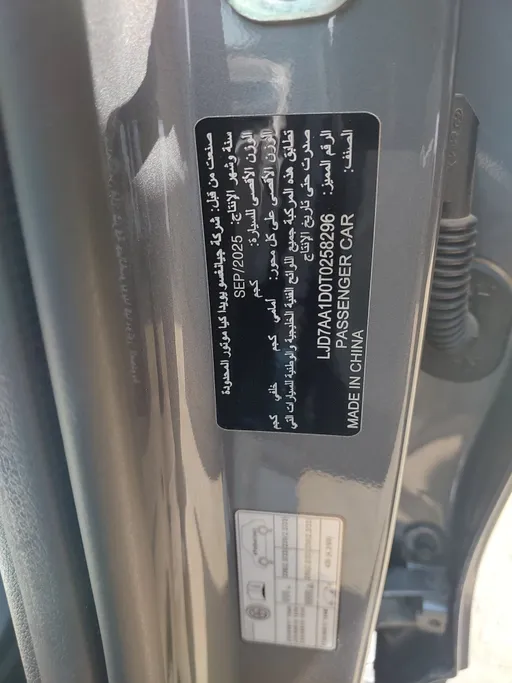 صنعت من قبل: شركة جيانغسو يويدا كيا موتور المحدودة
سنة وشهر الإنتاج: SEP/2025
الوزن الأقصى للسيارة: كجم
الوزن الأقصى على كل محور: أمامي كجم خلفي كجم
تطابق هذه المركبة جميع اللوائح الفنية الخليجية والوطنية للسيارات التي
صدرت حتى تاريخ الإنتاج
الرقم المميز: LJD7AA1D0T0258296
الصنف: PASSENGER CAR
MADE IN CHINA